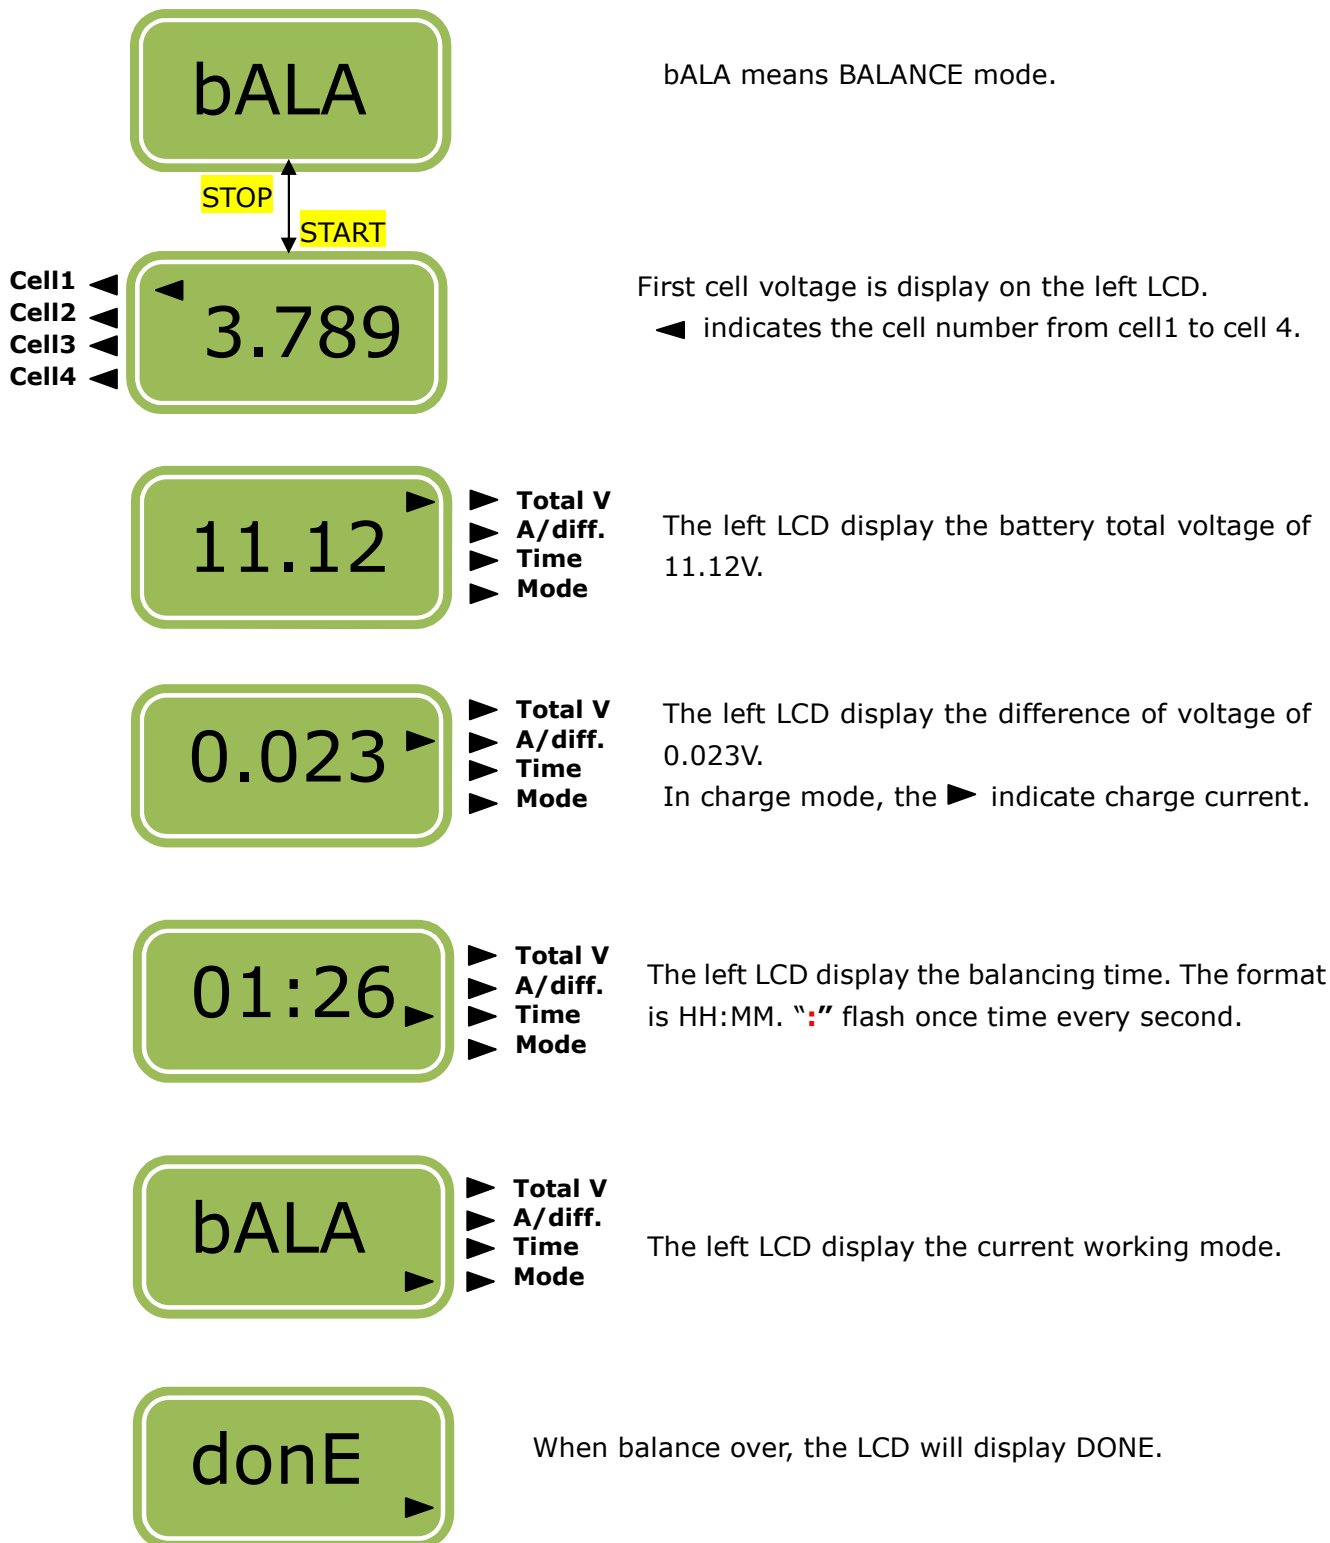 bALA
bALA means BALANCE mode.
STOP
START
Cell1
Cell2
Cell3
Cell4
3.789
First cell voltage is display on the left LCD.
indicates the cell number from cell1 to cell 4.
11.12
Total V
A/diff.
Time
Mode
The left LCD display the battery total voltage of
11.12V.
0.023
Total V
A/diff.
Time
Mode
The left LCD display the difference of voltage of
0.023V.
In charge mode, the ► indicate charge current.
01:26
Total V
A/diff.
Time
Mode
The left LCD display the balancing time. The format
is HH:MM. “:” flash once time every second.
bALA
Total V
A/diff.
Time
Mode
The left LCD display the current working mode.
donE
When balance over, the LCD will display DONE.